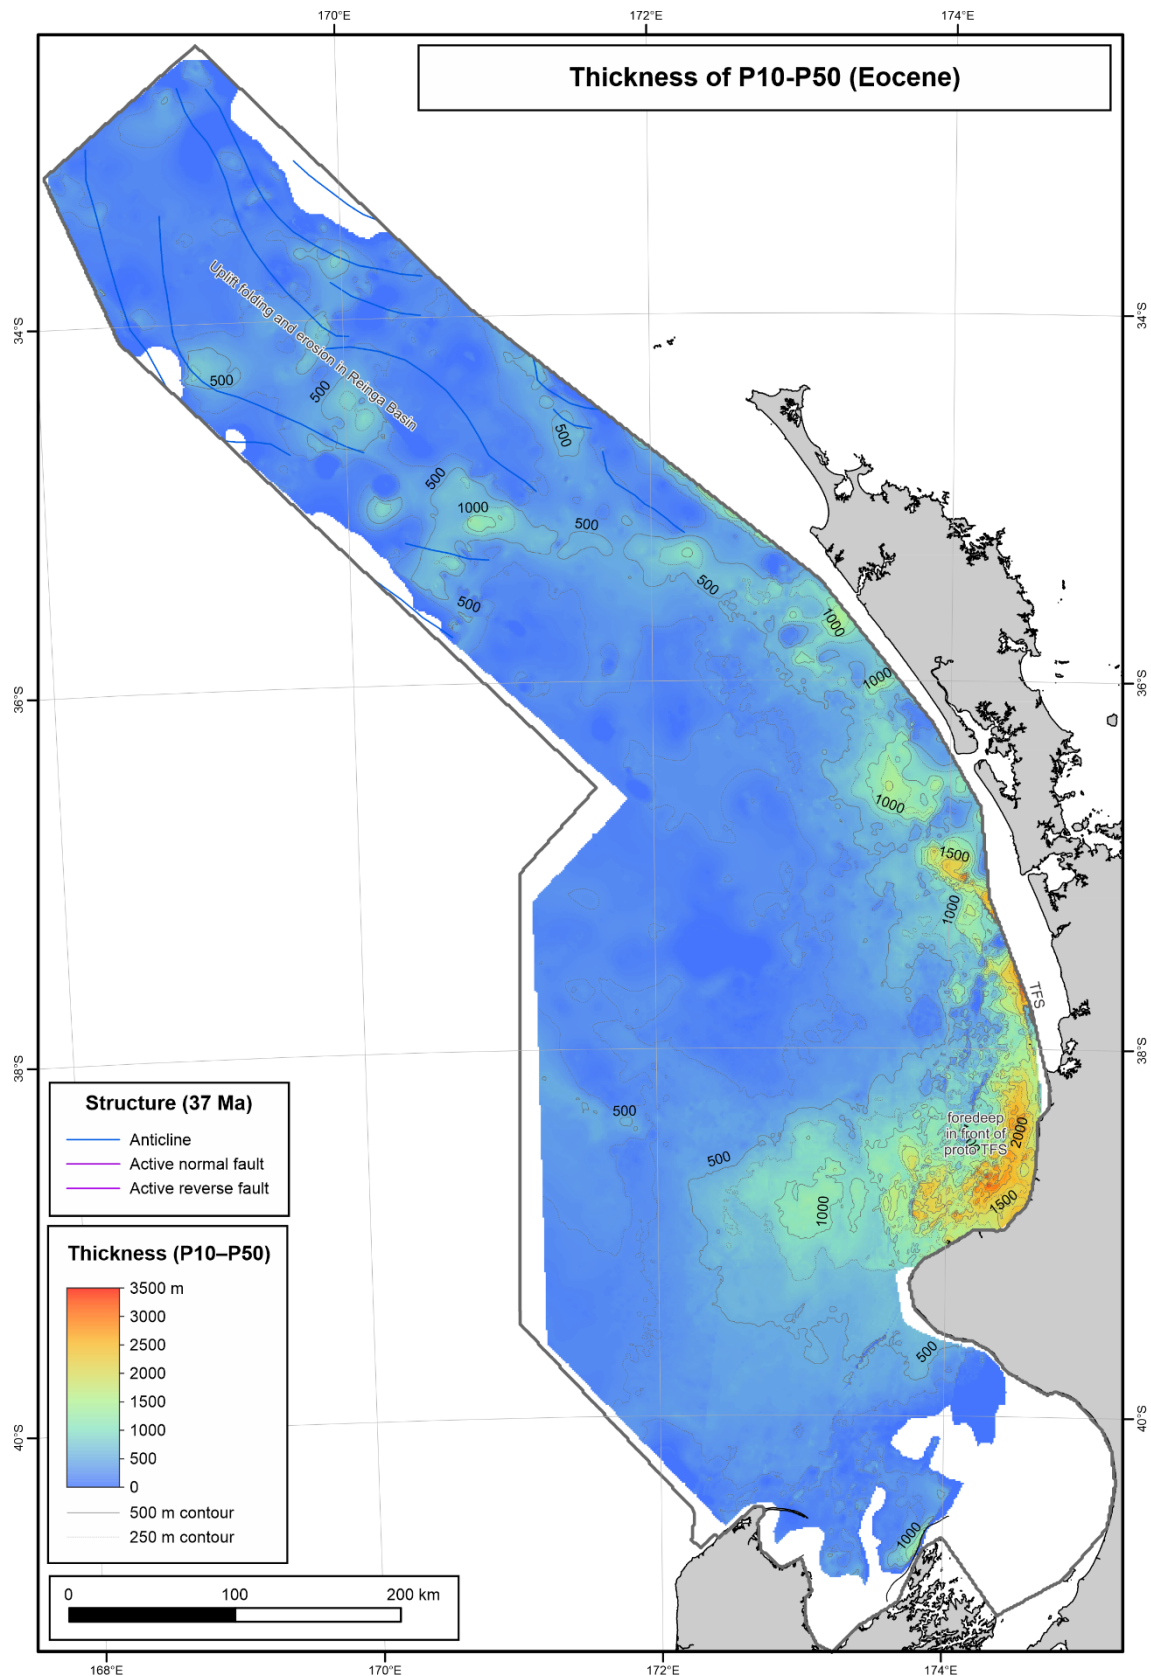 170°E 172°E 174°E
Thickness of P10-P50 (Eocene)
34°S
34°S
Uplift folding and erosion in Reinga Basin
500
500
500
500
1000
500
500
500
1000
1000
36°S
36°S
1000
1500
1000
TFS
38°S
38°S
500
500
foredeep
in front of
proto TFS
2000
1000
1500
500
40°S
40°S
1000
Structure (37 Ma)
Anticline
Active normal fault
Active reverse fault
Thickness (P10–P50)
3500 m
3000
2500
2000
1500
1000
500
0
500 m contour
250 m contour
0 100 200 km
168°E 170°E 172°E 174°E